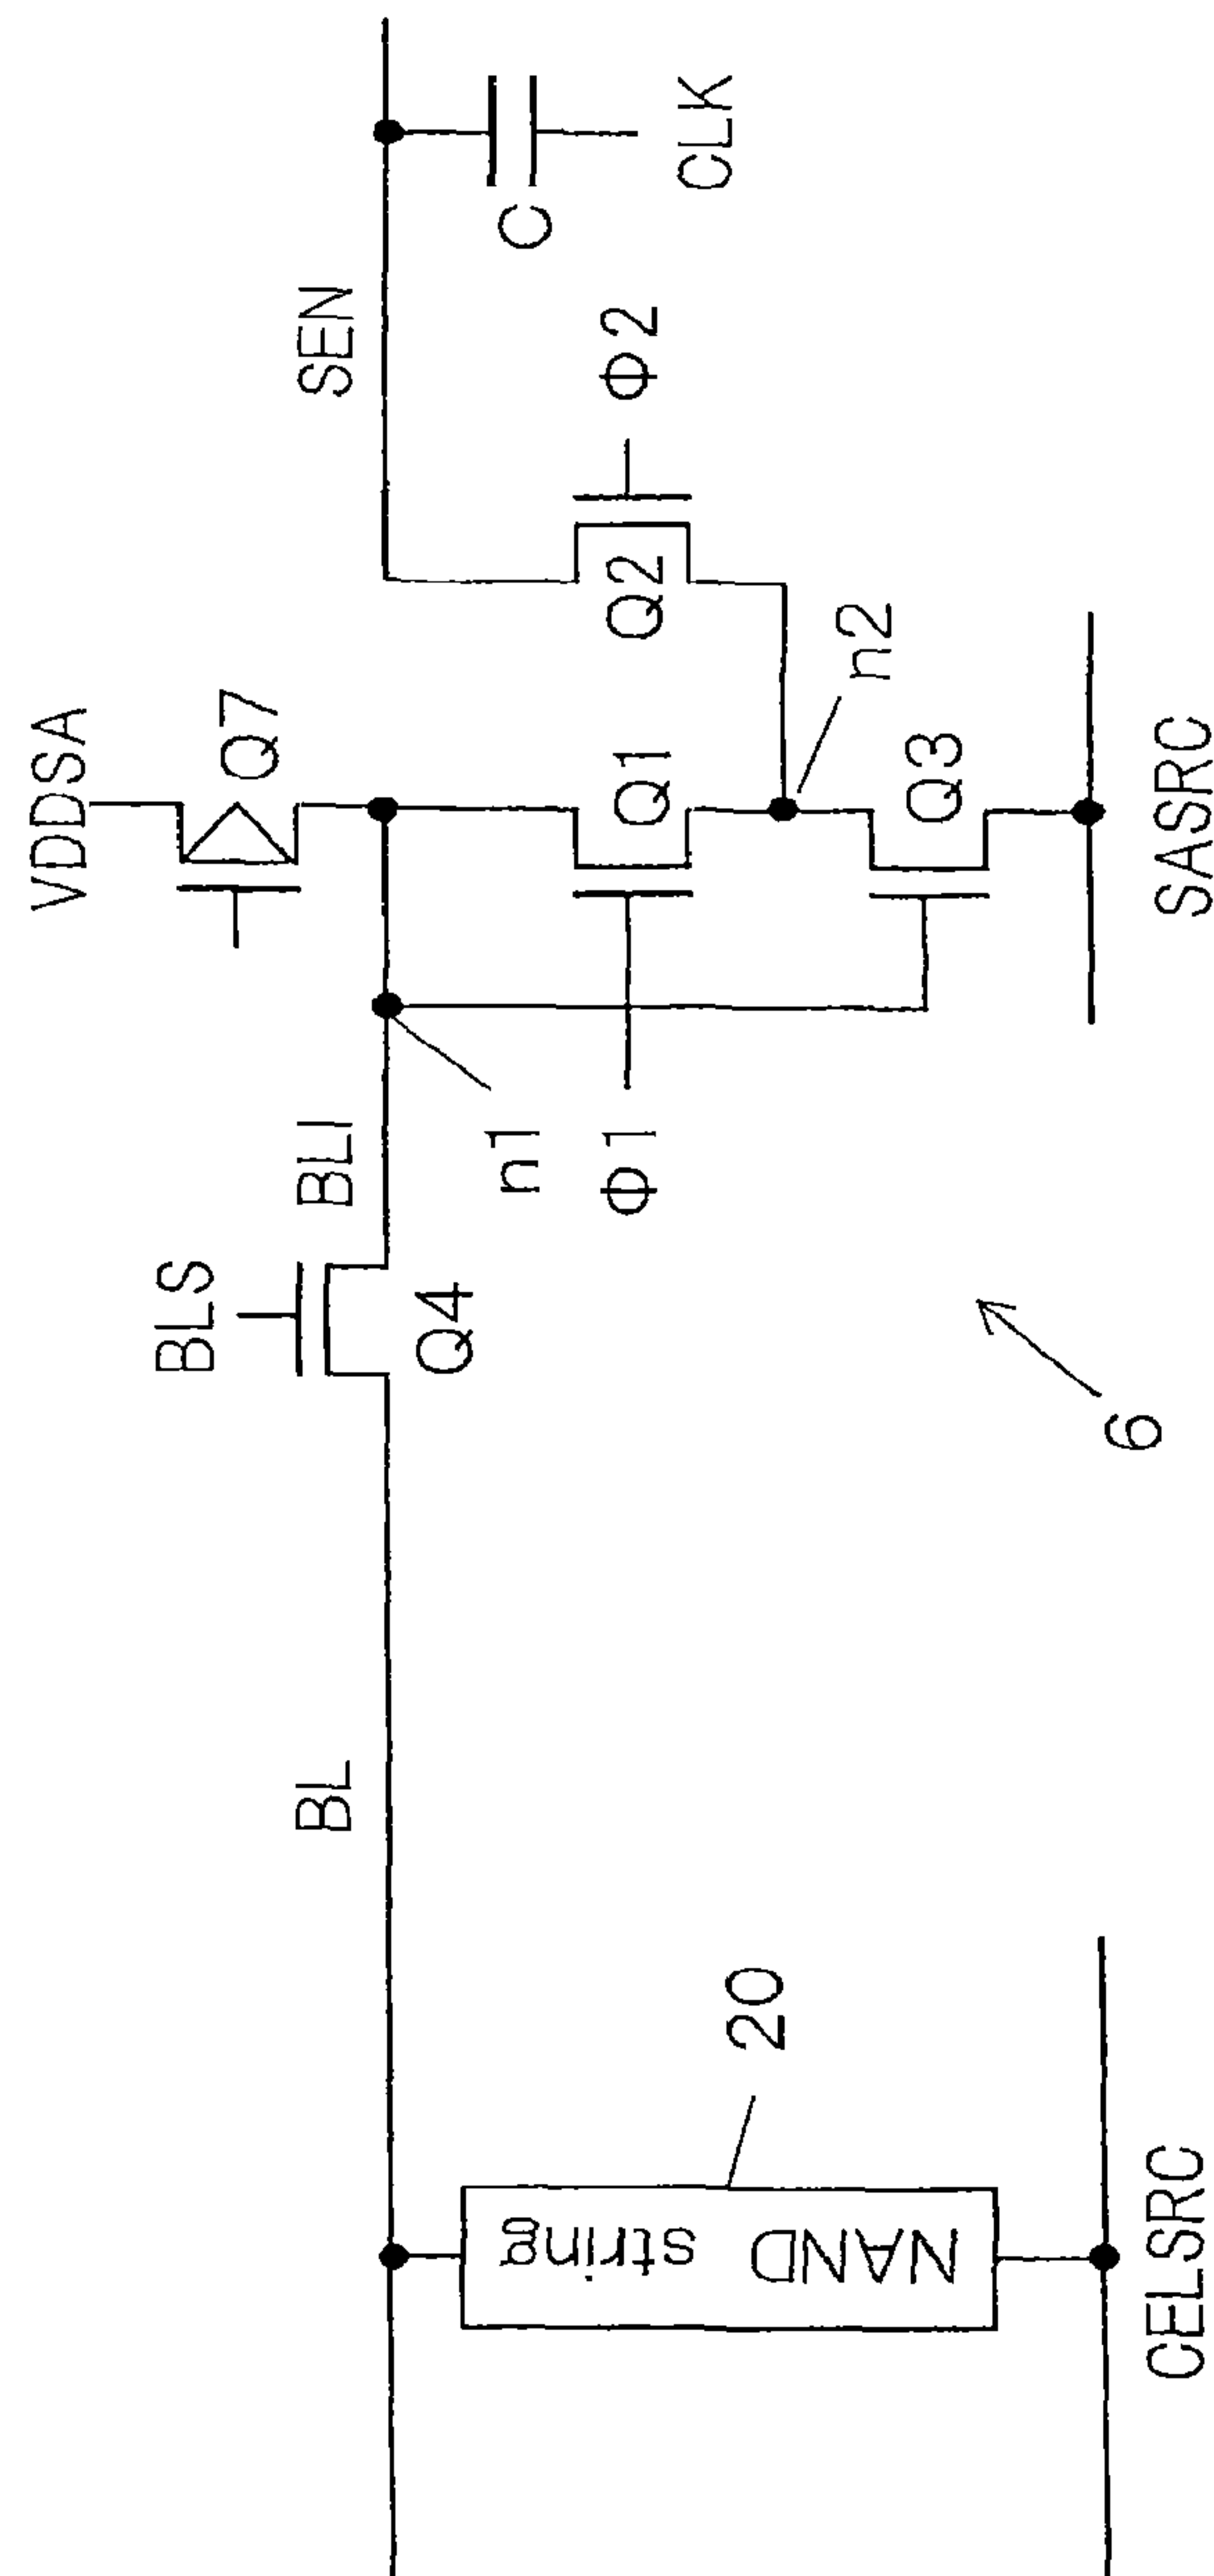 VDDSA
Q7
SEN
C
CLK
Φ2
Q2
BLS
Q4
BL
BLI
n1
Φ1
Q1
n2
Q3
SASRC
6
20
NAND string
CELSRC